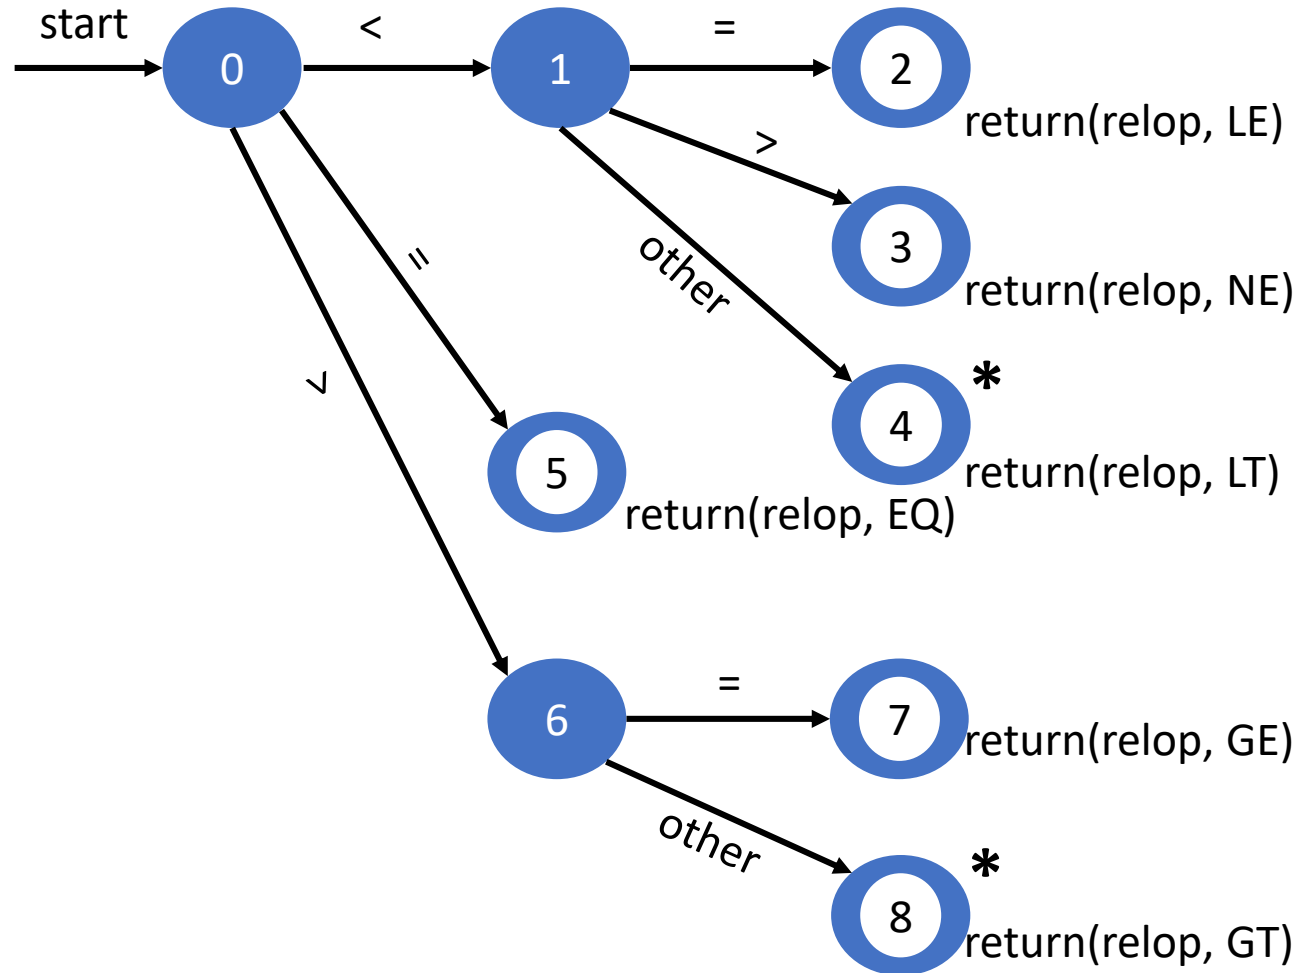 start
<
=
0
1
2
return(relop, LE)
>
3
return(relop, NE)
other
=
*
4
return(relop, LT)
>
5
return(relop, EQ)
=
6
7
return(relop, GE)
other
*
8
return(relop, GT)